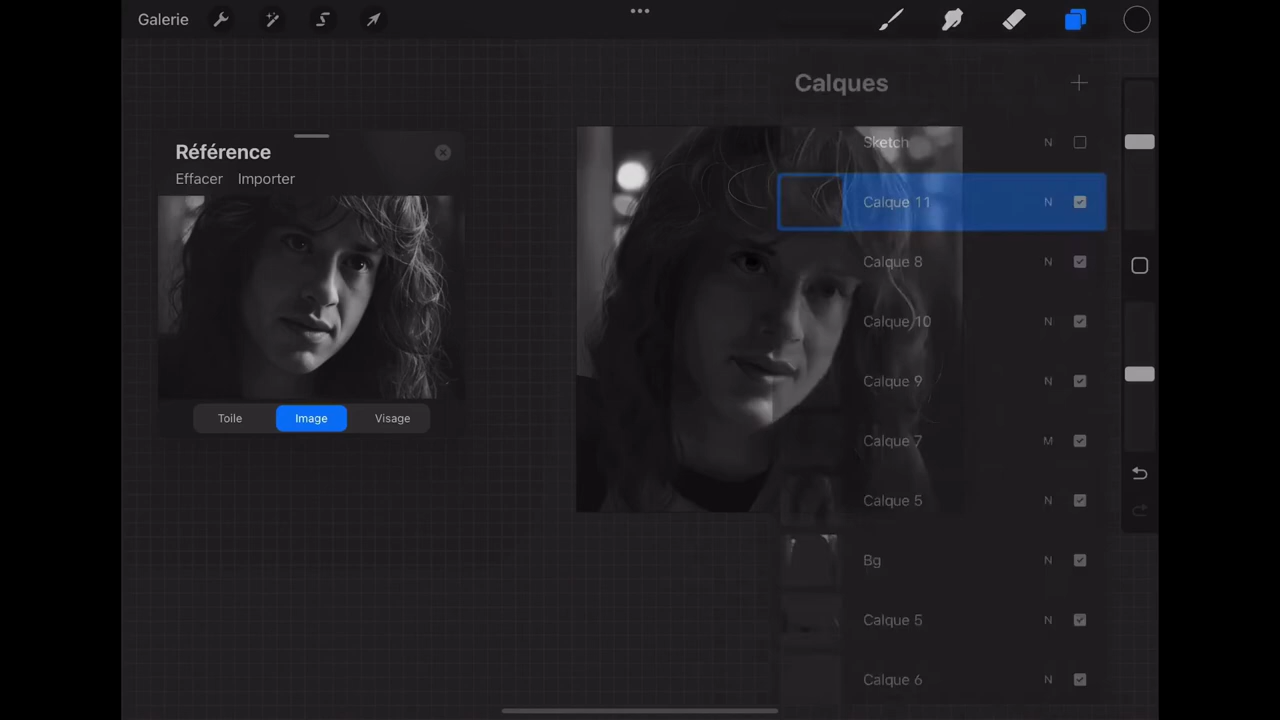 Galerie
Calques
Référence
Effacer Importer
Toile Image Visage
Sketch N
Calque 11 N
Calque 8 N
Calque 10 N
Calque 9 N
Calque 7 M
Calque 5 N
Bg N
Calque 5 N
Calque 6 N